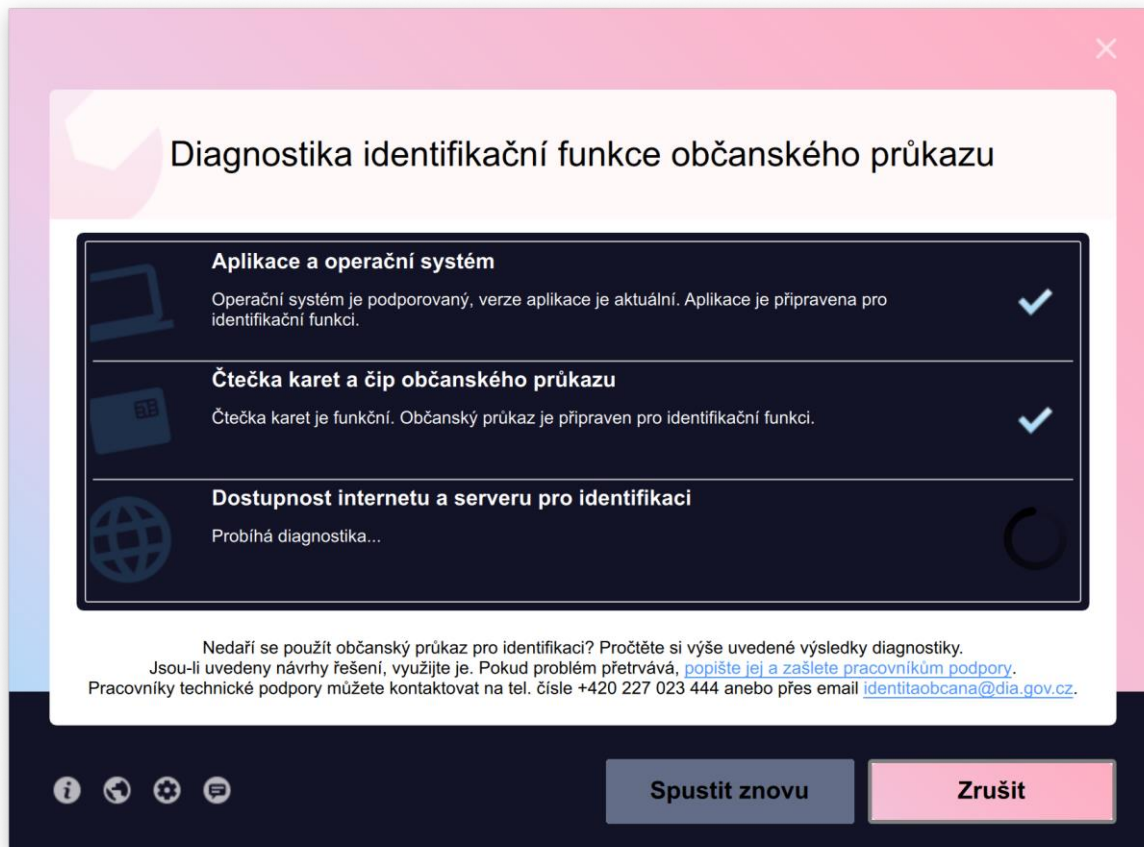 Diagnostika identifikační funkce občanského průkazu
Aplikace a operační systém
Operační systém je podporovaný, verze aplikace je aktuální. Aplikace je připravena pro
identifikační funkci.
Čtečka karet a čip občanského průkazu
Čtečka karet je funkční. Občanský průkaz je připraven pro identifikační funkci.
Dostupnost internetu a serveru pro identifikaci
Probíhá diagnostika...
Nedaří se použít občanský průkaz pro identifikaci? Pročtěte si výše uvedené výsledky diagnostiky.
Jsou-li uvedeny návrhy řešení, využijte je. Pokud problém přetrvává, popište jej a zašlete pracovníkům podpory.
Pracovníky technické podpory můžete kontaktovat na tel. čísle +420 227 023 444 anebo přes email identitaobcana@dia.gov.cz.
Spustit znovu
Zrušit